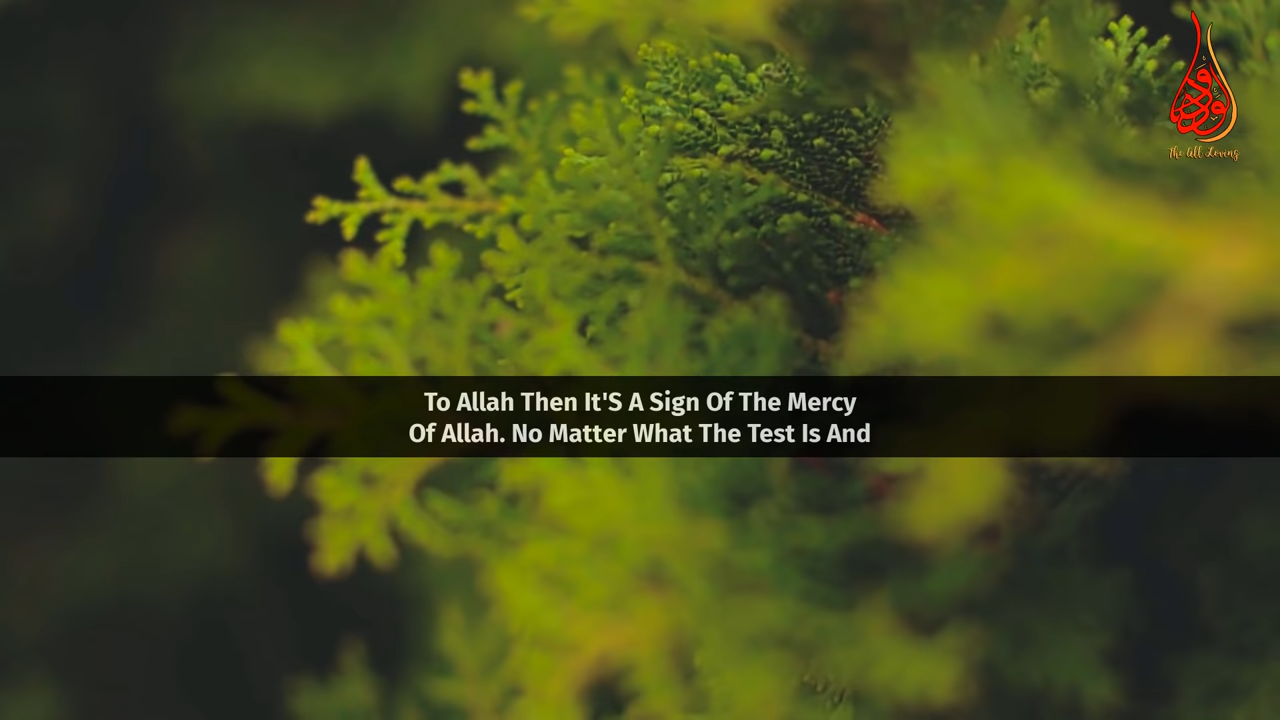 الودود
The All Loving
To Allah Then It'S A Sign Of The Mercy
Of Allah. No Matter What The Test Is And